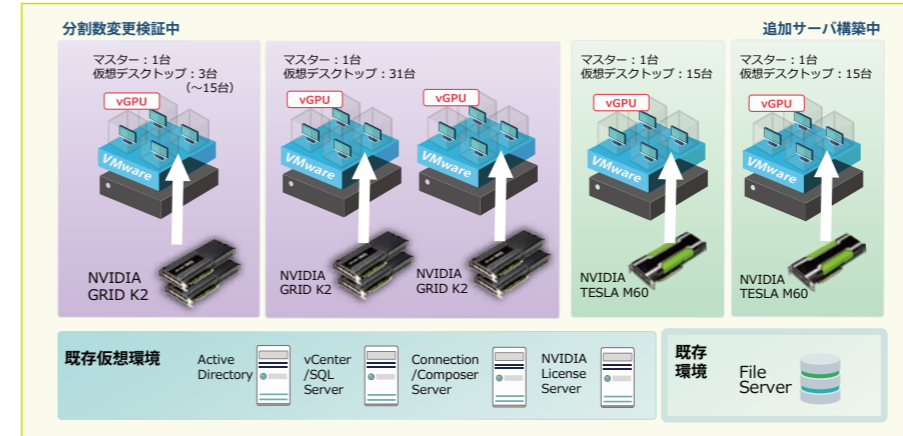 分割数変更検証中
追加サーバ構築中
マスター：1台
仮想デスクトップ：3台
（～15台）
vGPU
VMware
NVIDIA
GRID K2
マスター：1台
仮想デスクトップ：31台
vGPU
VMware
NVIDIA
GRID K2
vGPU
VMware
NVIDIA
GRID K2
マスター：1台
仮想デスクトップ：15台
vGPU
VMware
NVIDIA
TESLA M60
マスター：1台
仮想デスクトップ：15台
vGPU
VMware
NVIDIA
TESLA M60
既存仮想環境
Active
Directory
vCenter
/SQL
Server
Connection
/Composer
Server
NVIDIA
License
Server
既存
環境
File
Server